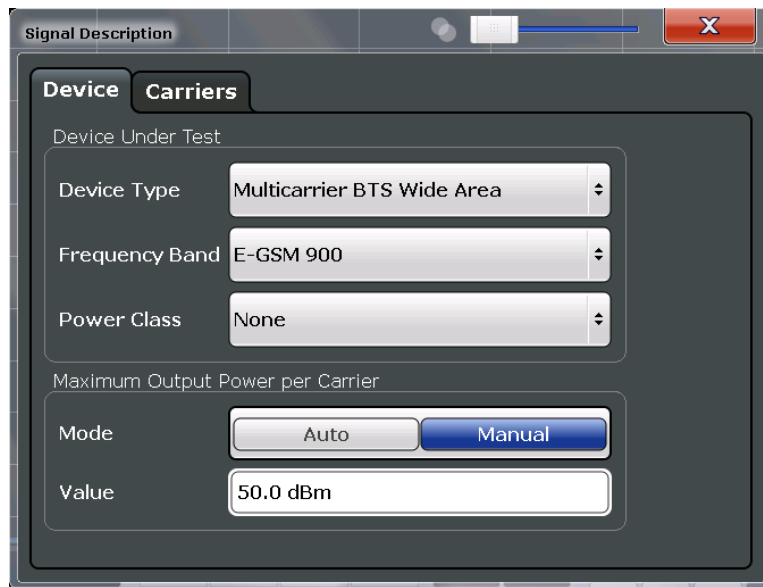 Signal Description
X
Device
Carriers
Device Under Test
Device Type
Multicarrier BTS Wide Area
Frequency Band
E-GSM 900
Power Class
None
Maximum Output Power per Carrier
Mode
Auto
Manual
Value
50.0 dBm